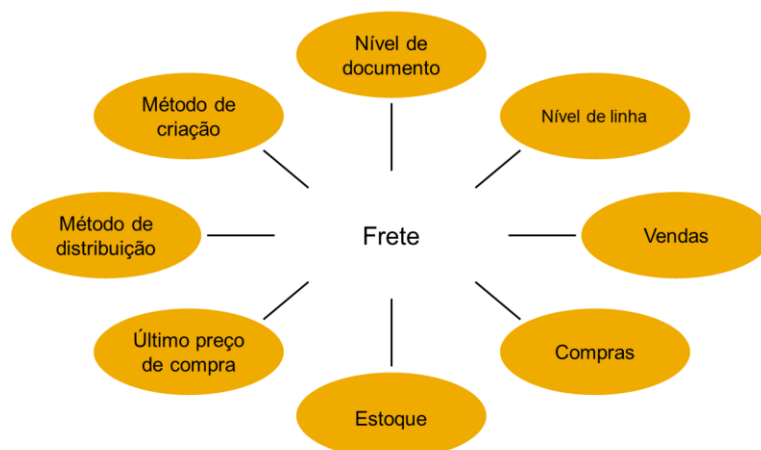 Nível de
documento
Método de
criação
Nível de linha
Método de
distribuição
Frete
Vendas
Último preço
de compra
Compras
Estoque